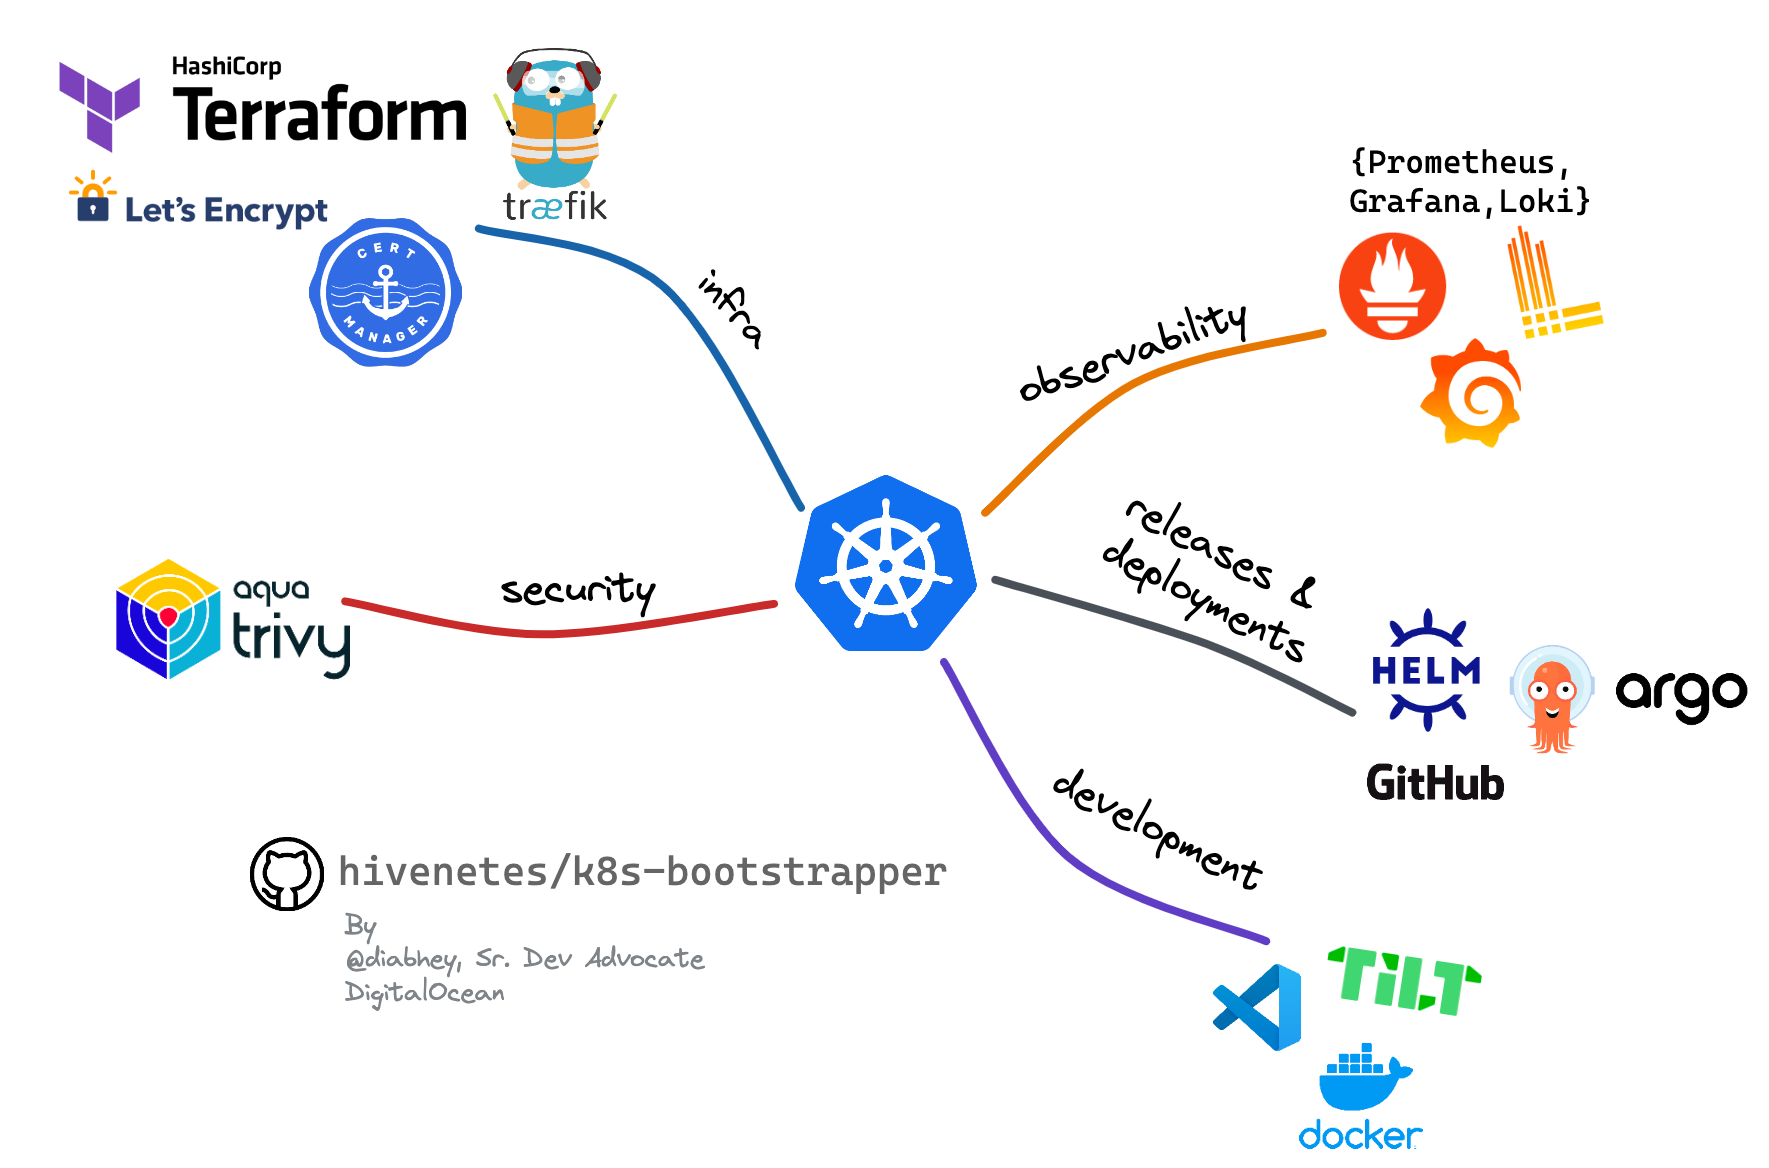 HashiCorp
Terraform
træfik
Let's Encrypt
CERT
MANAGER
infra
{Prometheus,
Grafana,Loki}
observability
releases &
deployments
HELM
argo
GitHub
security
aqua
trivy
development
TiLT
docker
hivenetes/k8s-bootstrapper
By
@diabhey, Sr. Dev Advocate
DigitalOcean